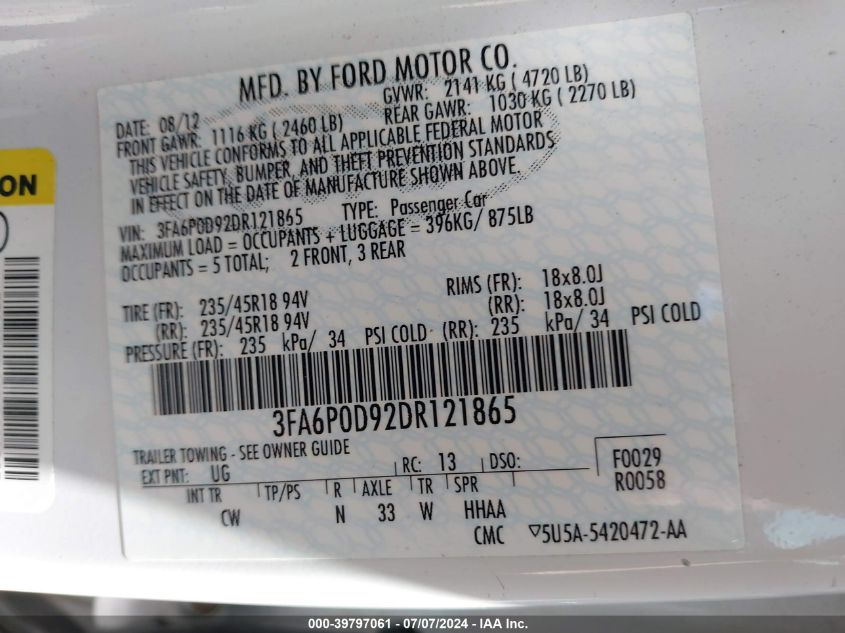 MFD. BY FORD MOTOR CO.
DATE: 08/12 GVWR: 2141 KG ( 4720 LB)
FRONT GAWR: 1116 KG ( 2460 LB) REAR GAWR: 1030 KG ( 2270 LB)
THIS VEHICLE CONFORMS TO ALL APPLICABLE FEDERAL MOTOR
VEHICLE SAFETY, BUMPER, AND THEFT PREVENTION STANDARDS
IN EFFECT ON THE DATE OF MANUFACTURE SHOWN ABOVE.
VIN: 3FA6P0D92DR121865 TYPE: Passenger Car
MAXIMUM LOAD = OCCUPANTS + LUGGAGE = 396KG/ 875LB
OCCUPANTS = 5 TOTAL; 2 FRONT, 3 REAR
TIRE (FR): 235/45R18 94V RIMS (FR): 18x8.0J
(RR): 235/45R18 94V (RR): 18x8.0J
PRESSURE (FR): 235 kPa/ 34 PSI COLD (RR): 235 kPa/ 34 PSI COLD
3FA6P0D92DR121865
TRAILER TOWING - SEE OWNER GUIDE
EXT PNT: UG RC: 13 DSO: F0029
INT TR TP/PS R AXLE TR SPR R0058
CW N 33 W HHAA
CMC ▽5U5A-5420472-AA
ON
000-39797061 - 07/07/2024 - IAA Inc.